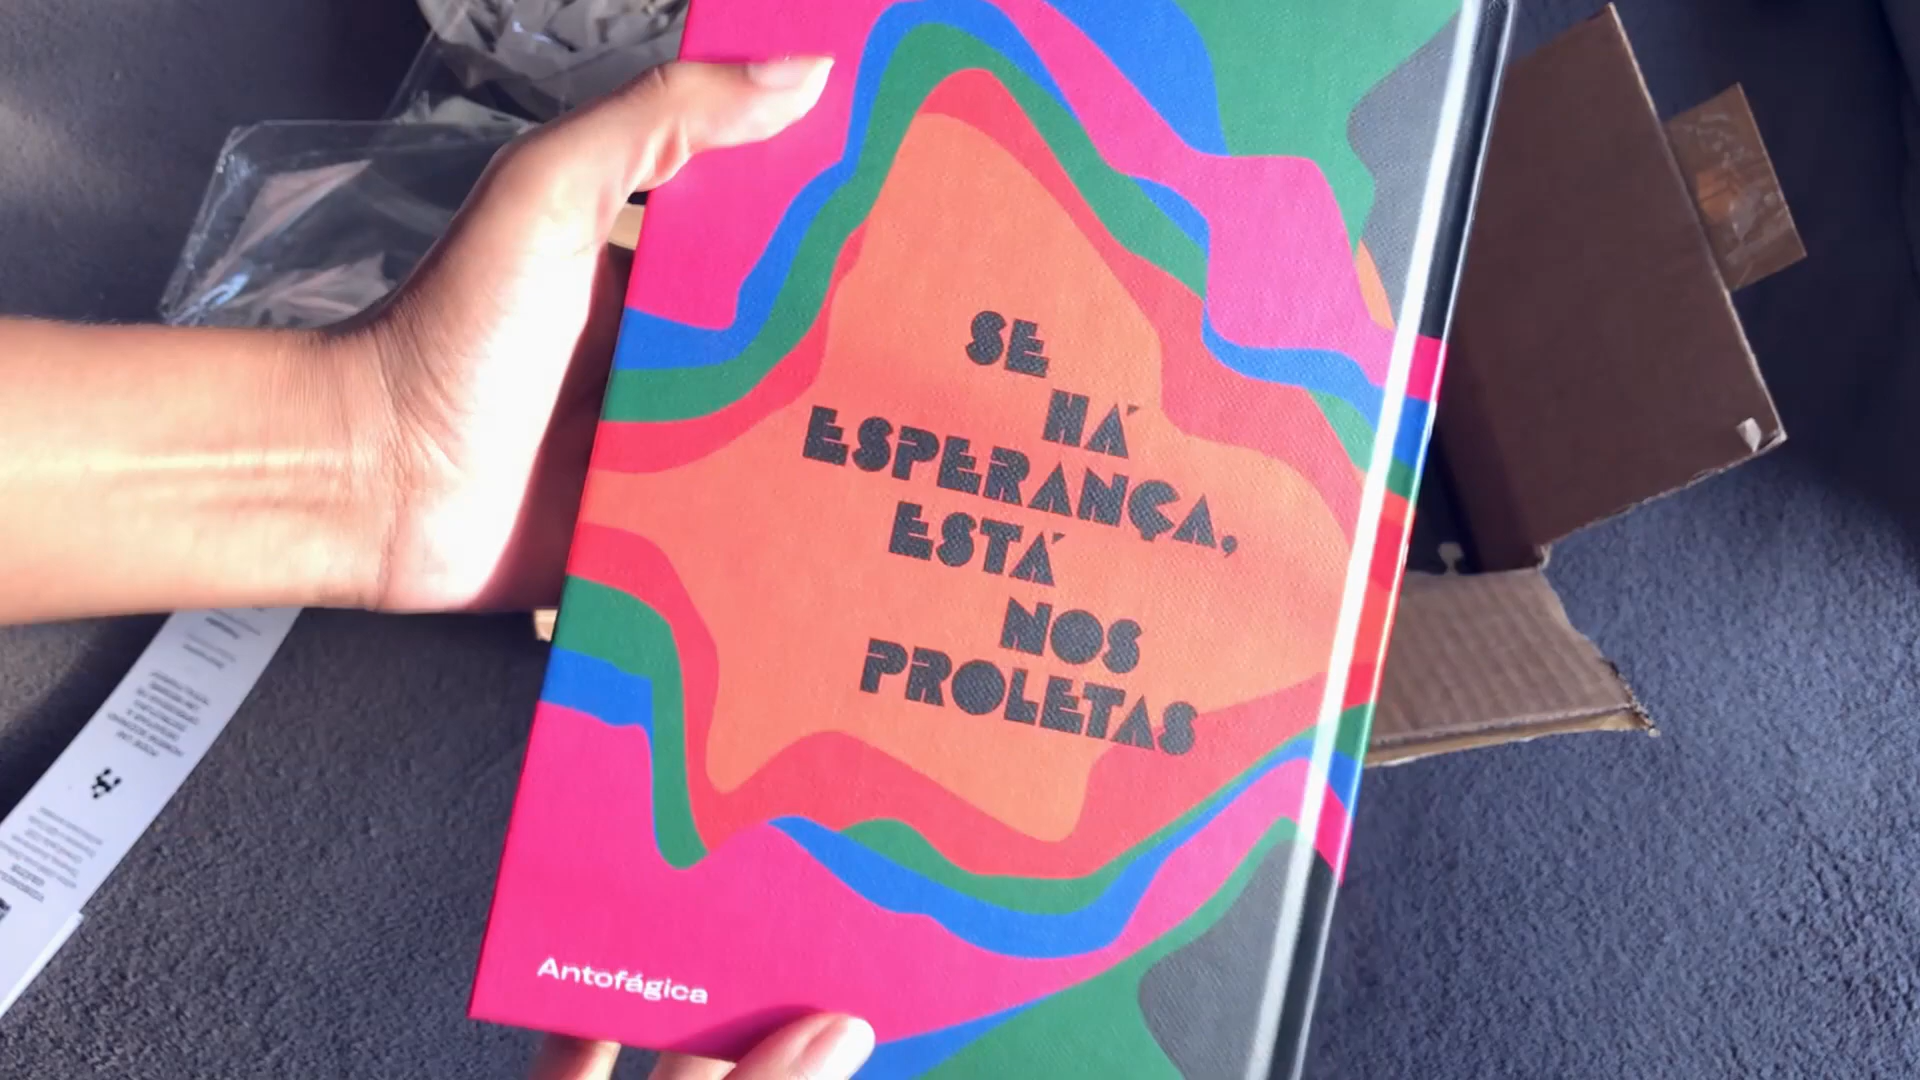 SE
HÁ
ESPERANÇA,
ESTÁ
NOS
PROLETAS
Antofágica